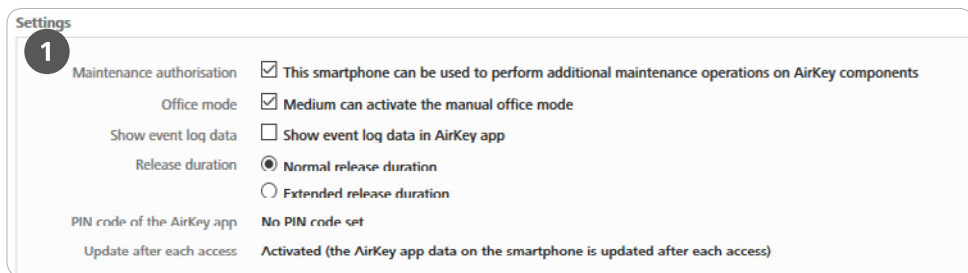 Settings
1
Maintenance authorisation This smartphone can be used to perform additional maintenance operations on AirKey components
Office mode Medium can activate the manual office mode
Show event log data Show event log data in AirKey app
Release duration Normal release duration
Extended release duration
PIN code of the AirKey app No PIN code set
Update after each access Activated (the AirKey app data on the smartphone is updated after each access)